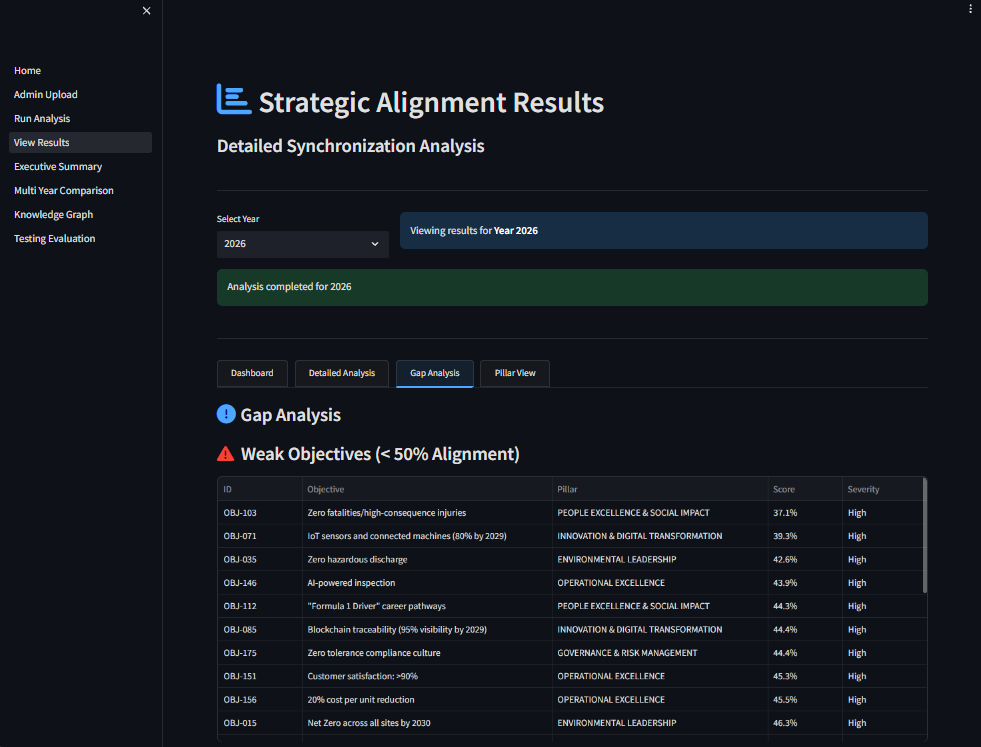 Home
Admin Upload
Run Analysis
View Results
Executive Summary
Multi Year Comparison
Knowledge Graph
Testing Evaluation
Strategic Alignment Results
Detailed Synchronization Analysis
Select Year
2026
Viewing results for Year 2026
Analysis completed for 2026
Dashboard Detailed Analysis Gap Analysis Pillar View
Gap Analysis
Weak Objectives (< 50% Alignment)
ID Objective Pillar Score Severity
OBJ-103 Zero fatalities/high-consequence injuries PEOPLE EXCELLENCE & SOCIAL IMPACT 37.1% High
OBJ-071 IoT sensors and connected machines (80% by 2029) INNOVATION & DIGITAL TRANSFORMATION 39.3% High
OBJ-035 Zero hazardous discharge ENVIRONMENTAL LEADERSHIP 42.6% High
OBJ-146 AI-powered inspection OPERATIONAL EXCELLENCE 43.9% High
OBJ-112 "Formula 1 Driver" career pathways PEOPLE EXCELLENCE & SOCIAL IMPACT 44.3% High
OBJ-085 Blockchain traceability (95% visibility by 2029) INNOVATION & DIGITAL TRANSFORMATION 44.4% High
OBJ-175 Zero tolerance compliance culture GOVERNANCE & RISK MANAGEMENT 44.4% High
OBJ-151 Customer satisfaction: >90% OPERATIONAL EXCELLENCE 45.3% High
OBJ-156 20% cost per unit reduction OPERATIONAL EXCELLENCE 45.5% High
OBJ-015 Net Zero across all sites by 2030 ENVIRONMENTAL LEADERSHIP 46.3% High